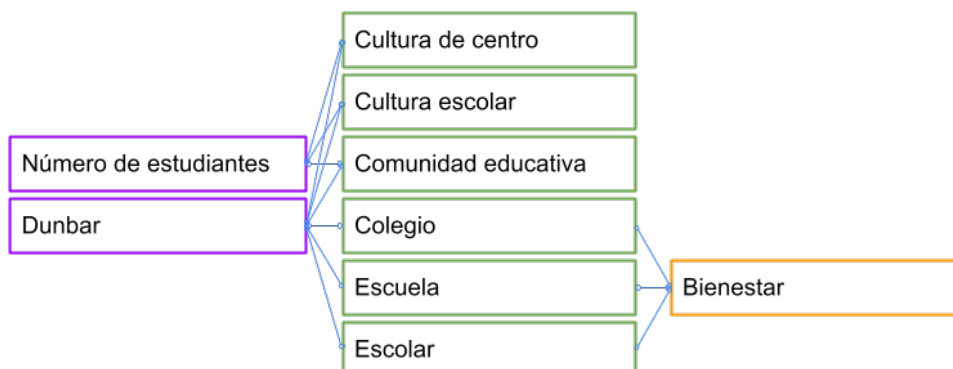 Cultura de centro
Cultura escolar
Número de estudiantes
Comunidad educativa
Dunbar
Colegio
Escuela
Bienestar
Escolar